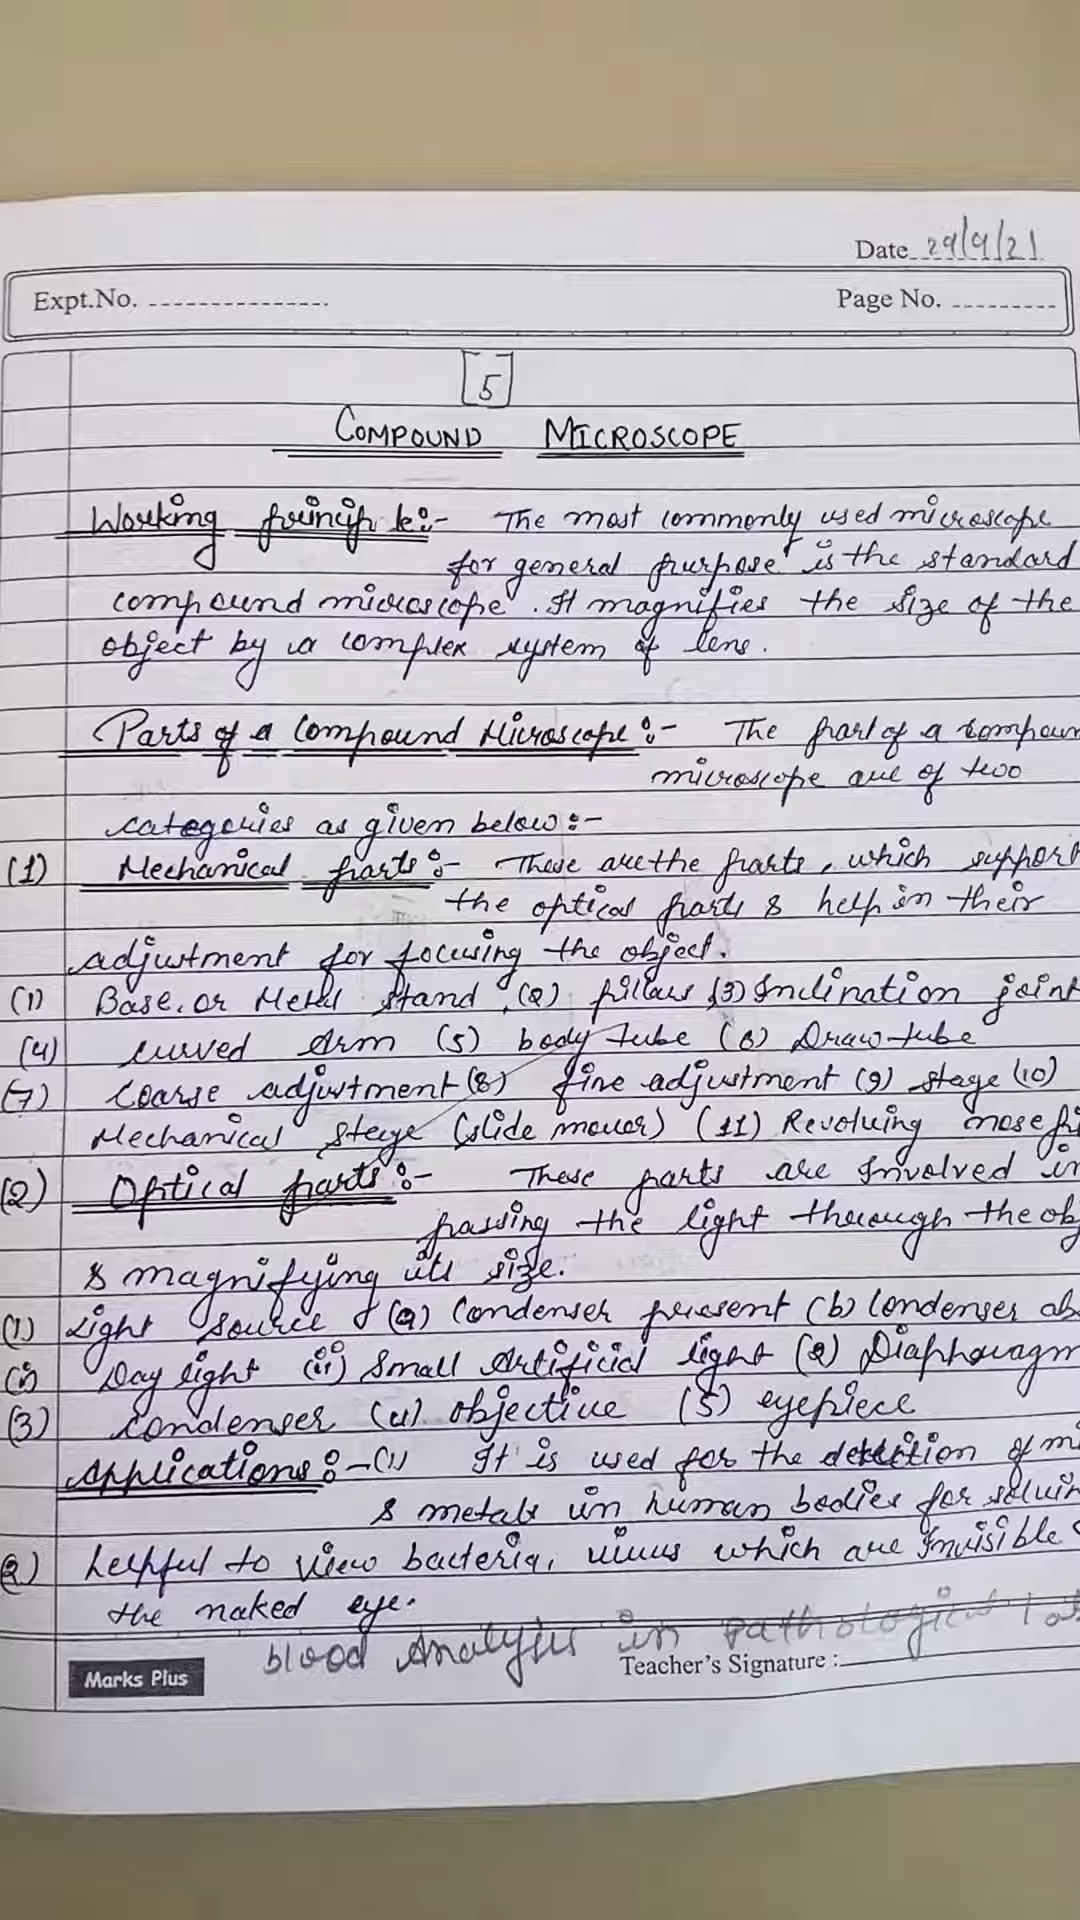 Date 29/9/21
Expt.No.
Page No.
5
COMPOUND MICROSCOPE
Working principle:- The most commonly used microscope
for general purpose is the standard
compound microscope. It magnifies the size of the
object by a complex system of lens.
Parts of a Compound Microscope:- The part of a compoun
microscope are of two
categories as given below:-
(1) Mechanical parts:- These are the parts, which support
the optical parts & help in their
adjustment for focusing the object.
(1) Base or Metal stand (2) pillars (3) Inclination joint
(4) curved Arm (5) body tube (6) Draw-tube
(7) Coarse adjustment (8) fine adjustment (9) stage (10)
Mechanical stage (slide mover) (11) Revolving nose pi
(2) Optical parts:- These parts are Involved in
passing the light through the obj
& magnifying its size.
(1) Light Source (a) Condenser present (b) Condenser abs
(i) Day light (ii) Small Artificial light (2) Diaphragm
(3) Condenser (4) objective (5) eyepiece
Applications:- (1) It is used for the detection of mi
& metals in human bodies for solvin
(2) helpful to view bacteria, virus which are Invisible
the naked eye.
blood Analysis in Pathological lab
Marks Plus
Teacher's Signature :